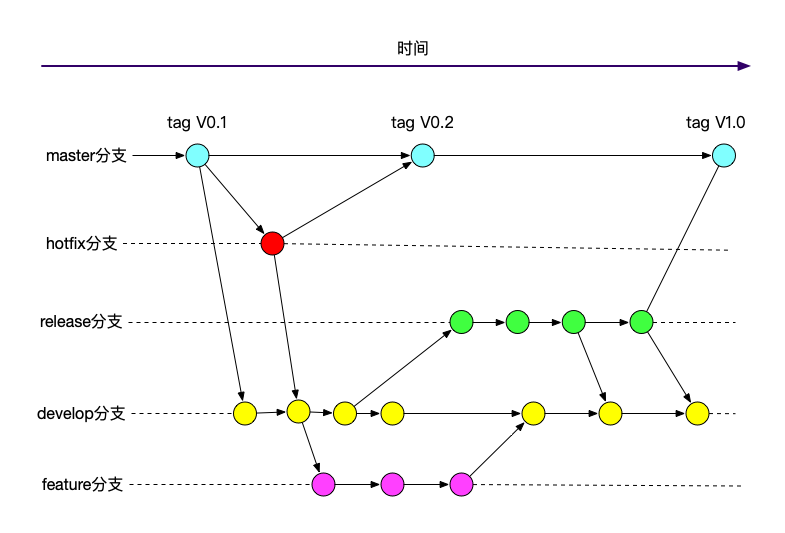 时间
tag V0.1
tag V0.2
tag V1.0
master分支
hotfix分支
release分支
develop分支
feature分支